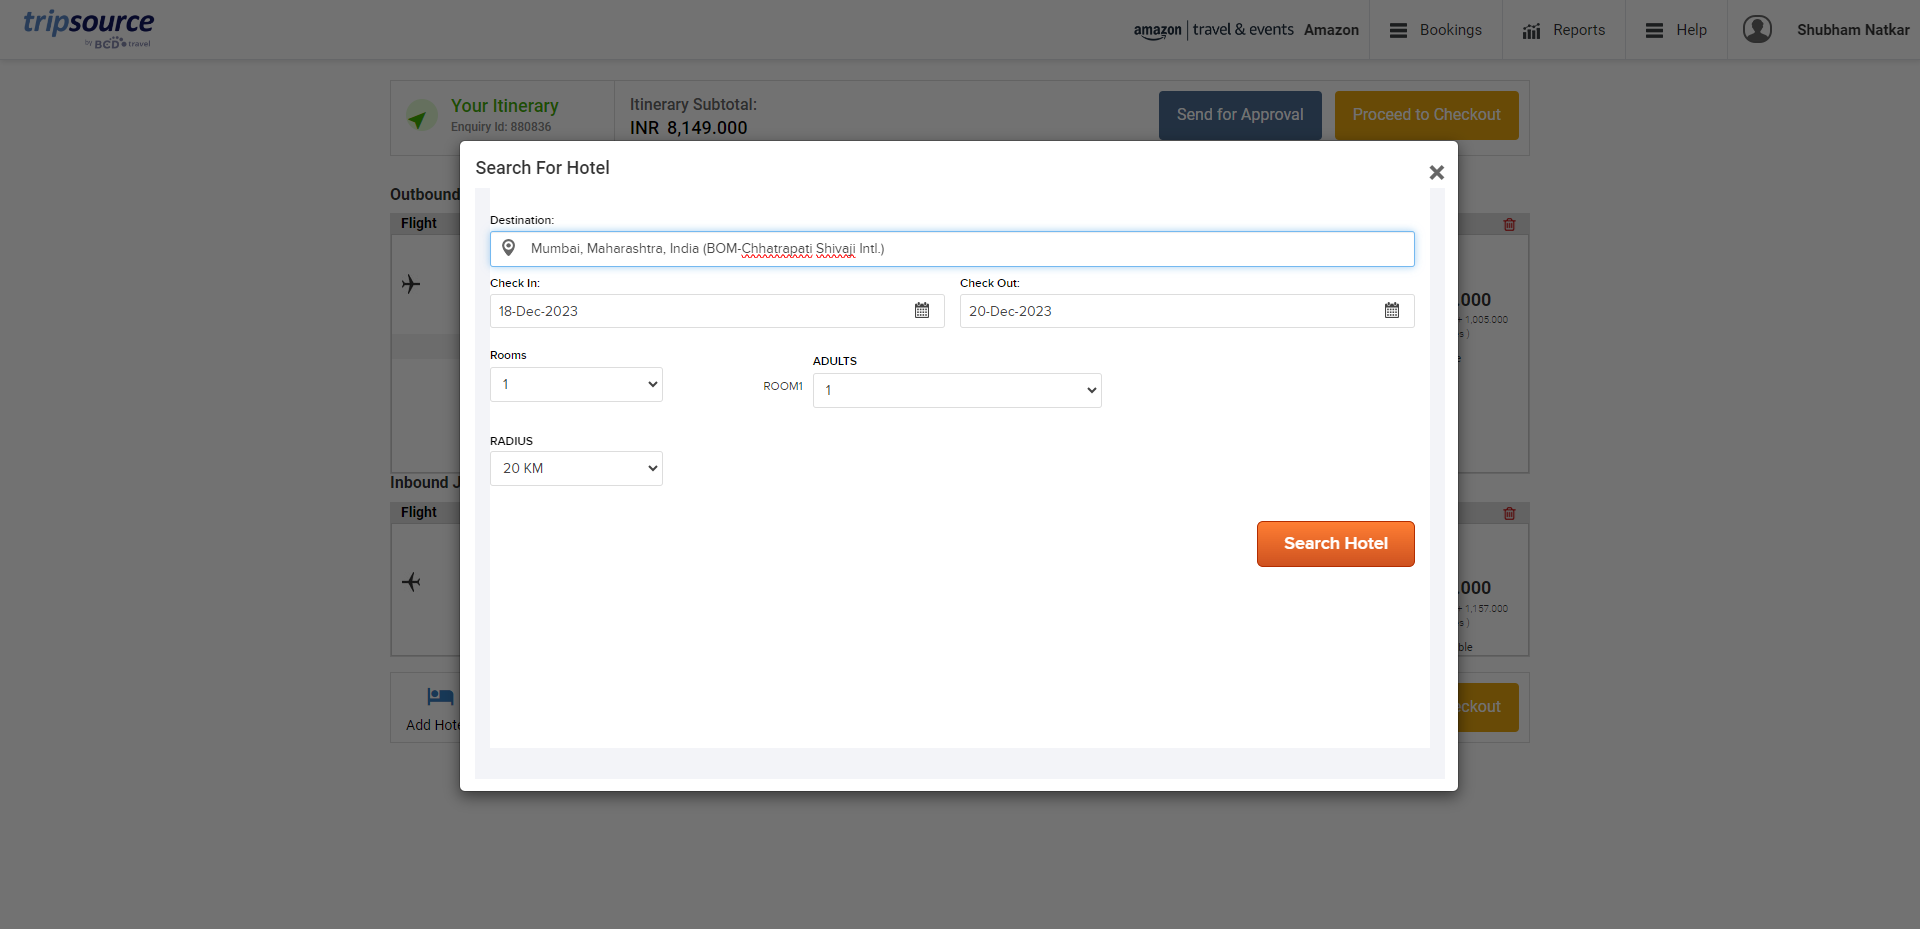 tripsource
by BCD travel
amazon | travel & events Amazon
Bookings
Reports
Help
Shubham Natkar
Your Itinerary
Enquiry Id: 880836
Itinerary Subtotal:
INR 8,149.000
Send for Approval
Proceed to Checkout
Search For Hotel
Outbound
Flight
Destination:
Mumbai, Maharashtra, India (BOM-Chhatrapati Shivaji Intl.)
Check In:
Check Out:
18-Dec-2023
20-Dec-2023
.000
+ 1,005.000
s )
e
Rooms
1
ADULTS
ROOM1
1
RADIUS
20 KM
Inbound J
Flight
Search Hotel
.000
+ 1,157.000
s )
ble
Add Hote
eckout